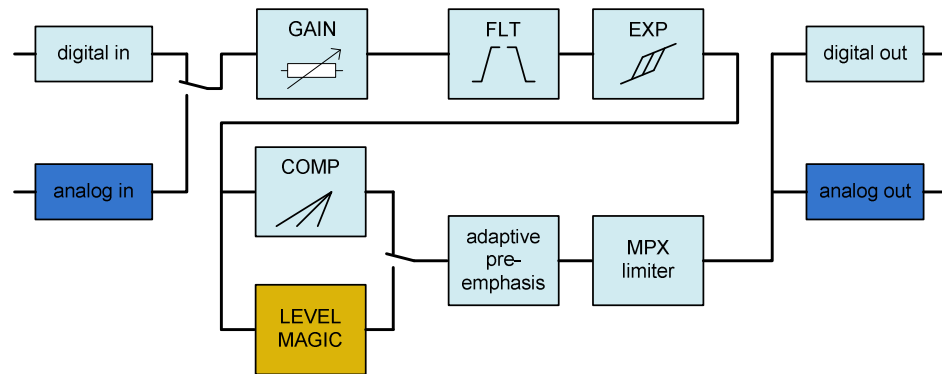 digital in
GAIN
FLT
EXP
digital out
analog in
COMP
analog out
adaptive
pre-
emphasis
MPX
limiter
LEVEL
MAGIC